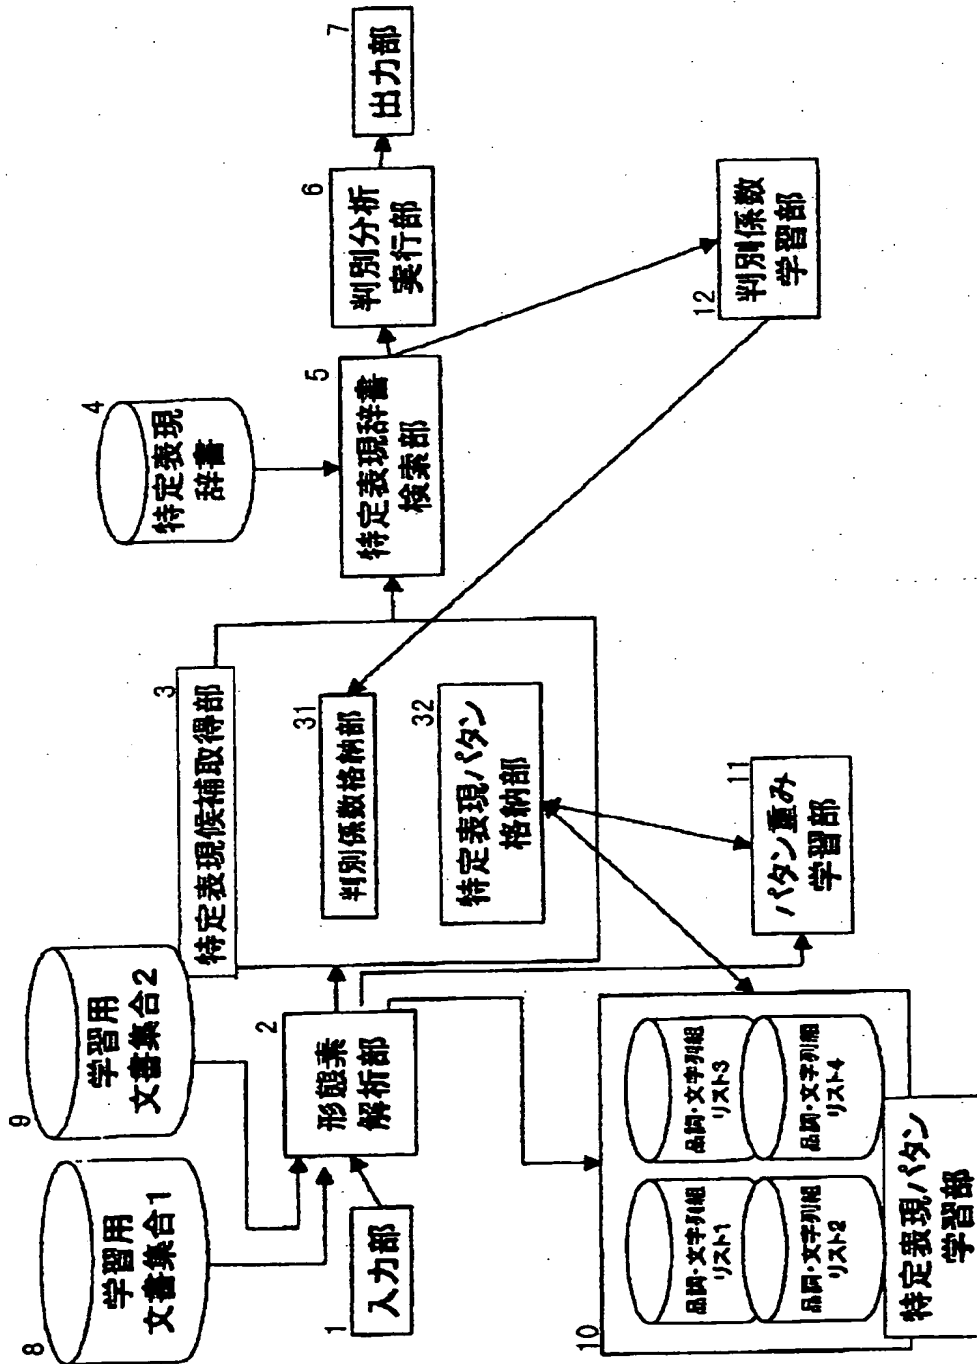 8
学習用
文書集合1
9
学習用
文書集合2
1
入力部
2
形態素
解析部
3
特定表現候補取得部
31
判別係数格納部
32
特定表現パタン
格納部
4
特定表現
辞書
5
特定表現辞書
検索部
6
判別分析
実行部
7
出力部
10
品詞・文字列組
リスト1
品詞・文字列組
リスト2
品詞・文字列組
リスト3
品詞・文字列組
リスト4
特定表現パタン
学習部
11
パタン重み
学習部
12
判別係数
学習部